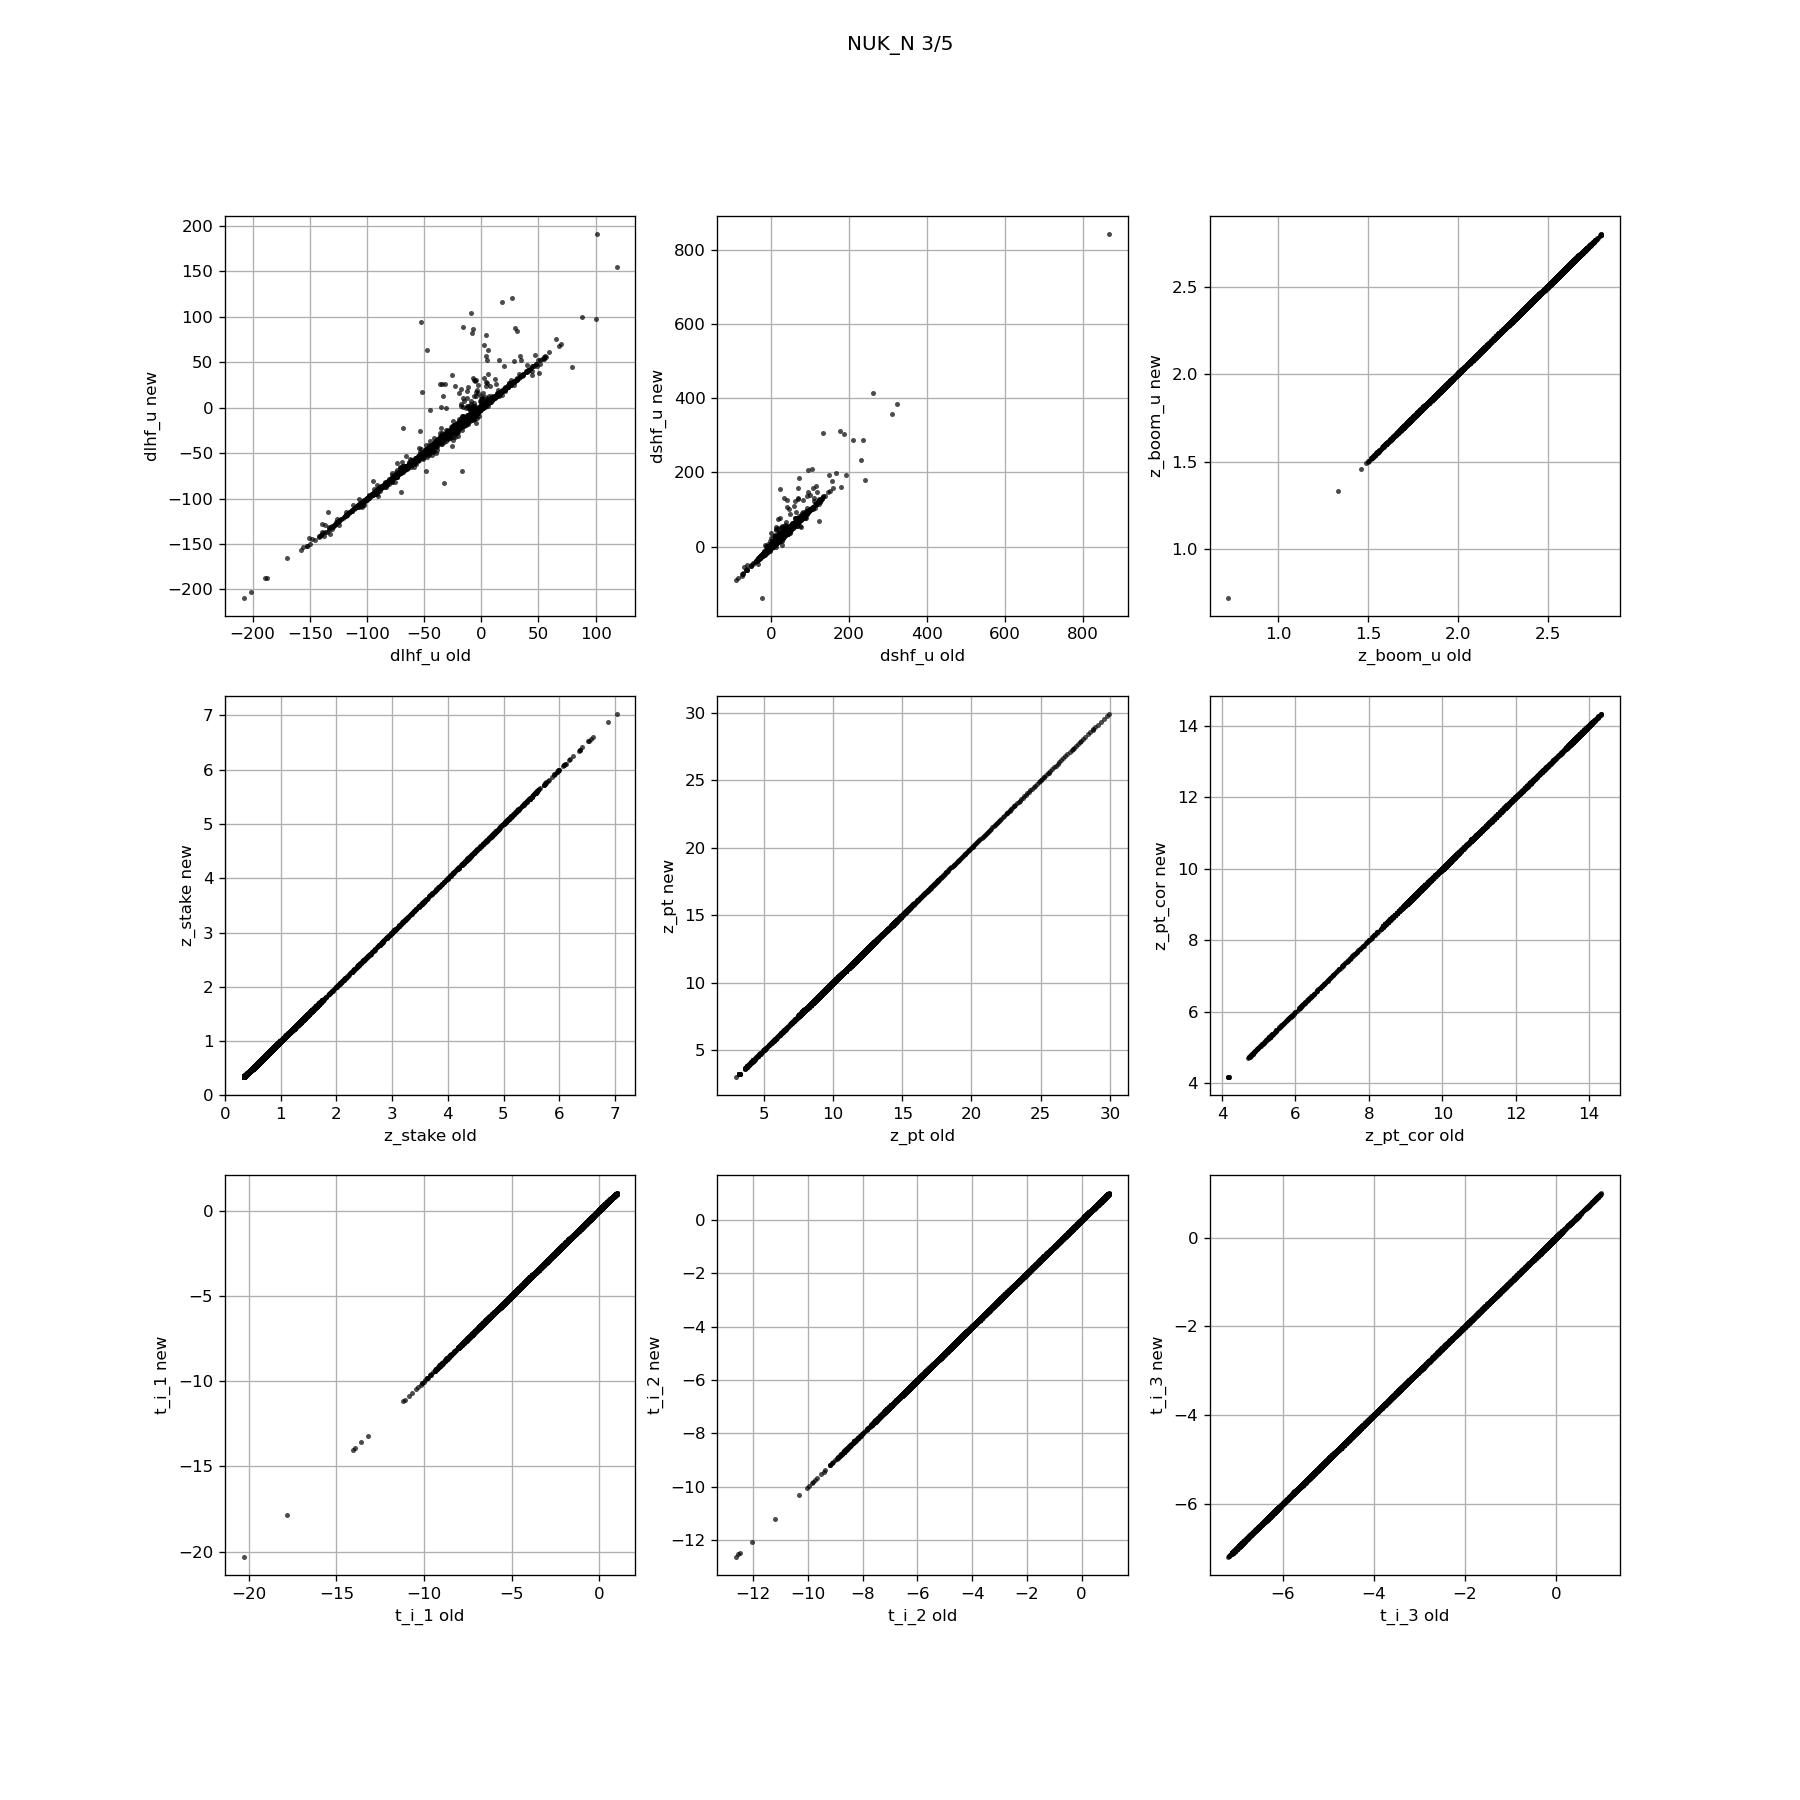 NUK_N 3/5
200
150
100
50
0
−50
−100
−150
−200
dlhf_u new
−200 −150 −100 −50 0 50 100
dlhf_u old
800
600
400
200
0
dshf_u new
0 200 400 600 800
dshf_u old
2.5
2.0
1.5
1.0
z_boom_u new
1.0 1.5 2.0 2.5
z_boom_u old
7
6
5
4
3
2
1
0
z_stake new
0 1 2 3 4 5 6 7
z_stake old
30
25
20
15
10
5
z_pt new
5 10 15 20 25 30
z_pt old
14
12
10
8
6
4
z_pt_cor new
4 6 8 10 12 14
z_pt_cor old
0
−5
−10
−15
−20
t_i_1 new
−20 −15 −10 −5 0
t_i_1 old
0
−2
−4
−6
−8
−10
−12
t_i_2 new
−12 −10 −8 −6 −4 −2 0
t_i_2 old
0
−2
−4
−6
t_i_3 new
−6 −4 −2 0
t_i_3 old